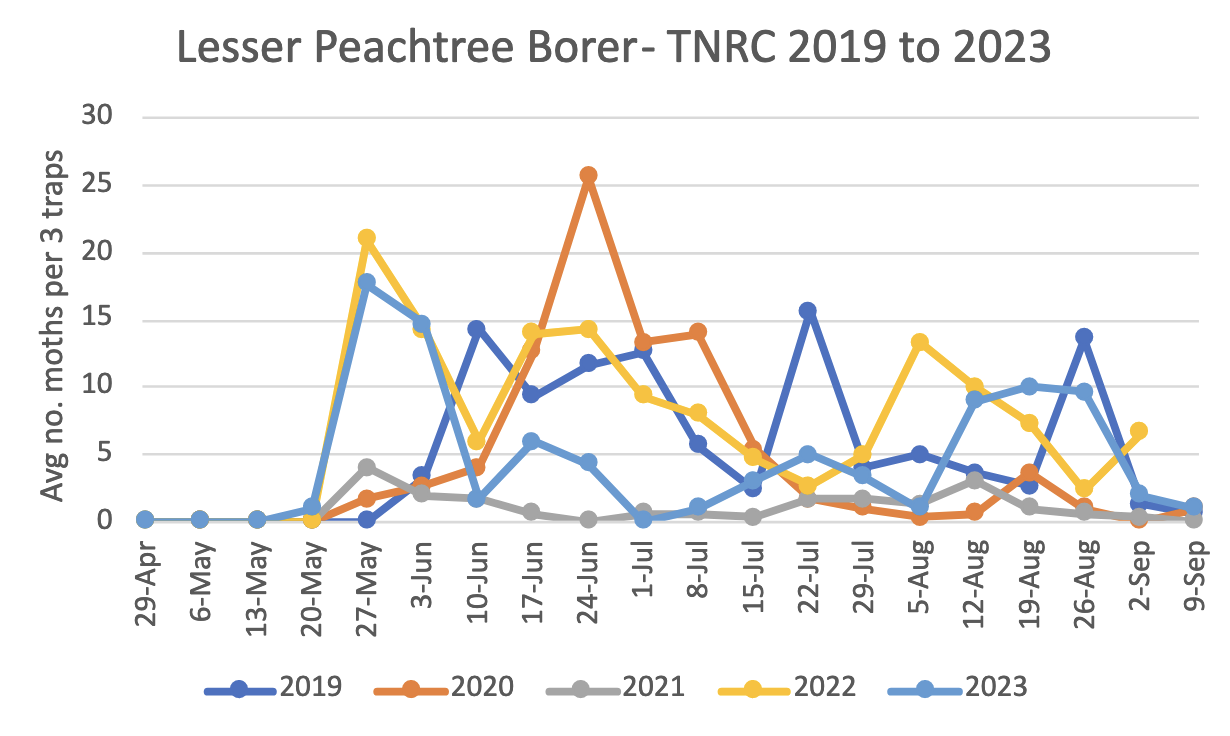 Lesser Peachtree Borer- TNRC 2019 to 2023
Avg no. moths per 3 traps
30
25
20
15
10
5
0
29-Apr
6-May
13-May
20-May
27-May
3-Jun
10-Jun
17-Jun
24-Jun
1-Jul
8-Jul
15-Jul
22-Jul
29-Jul
5-Aug
12-Aug
19-Aug
26-Aug
2-Sep
9-Sep
2019
2020
2021
2022
2023